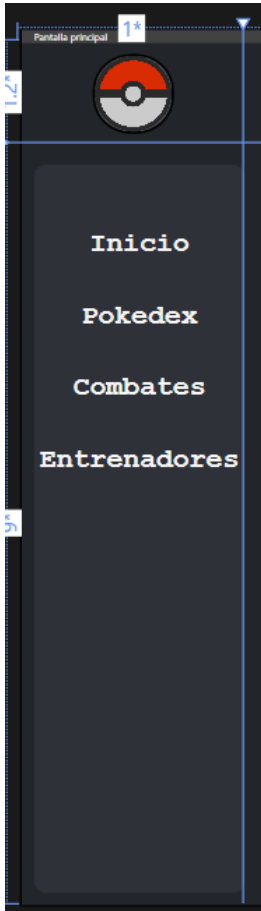 1*
Pantalla principal
1.2*
Inicio
Pokedex
Combates
Entrenadores
9*